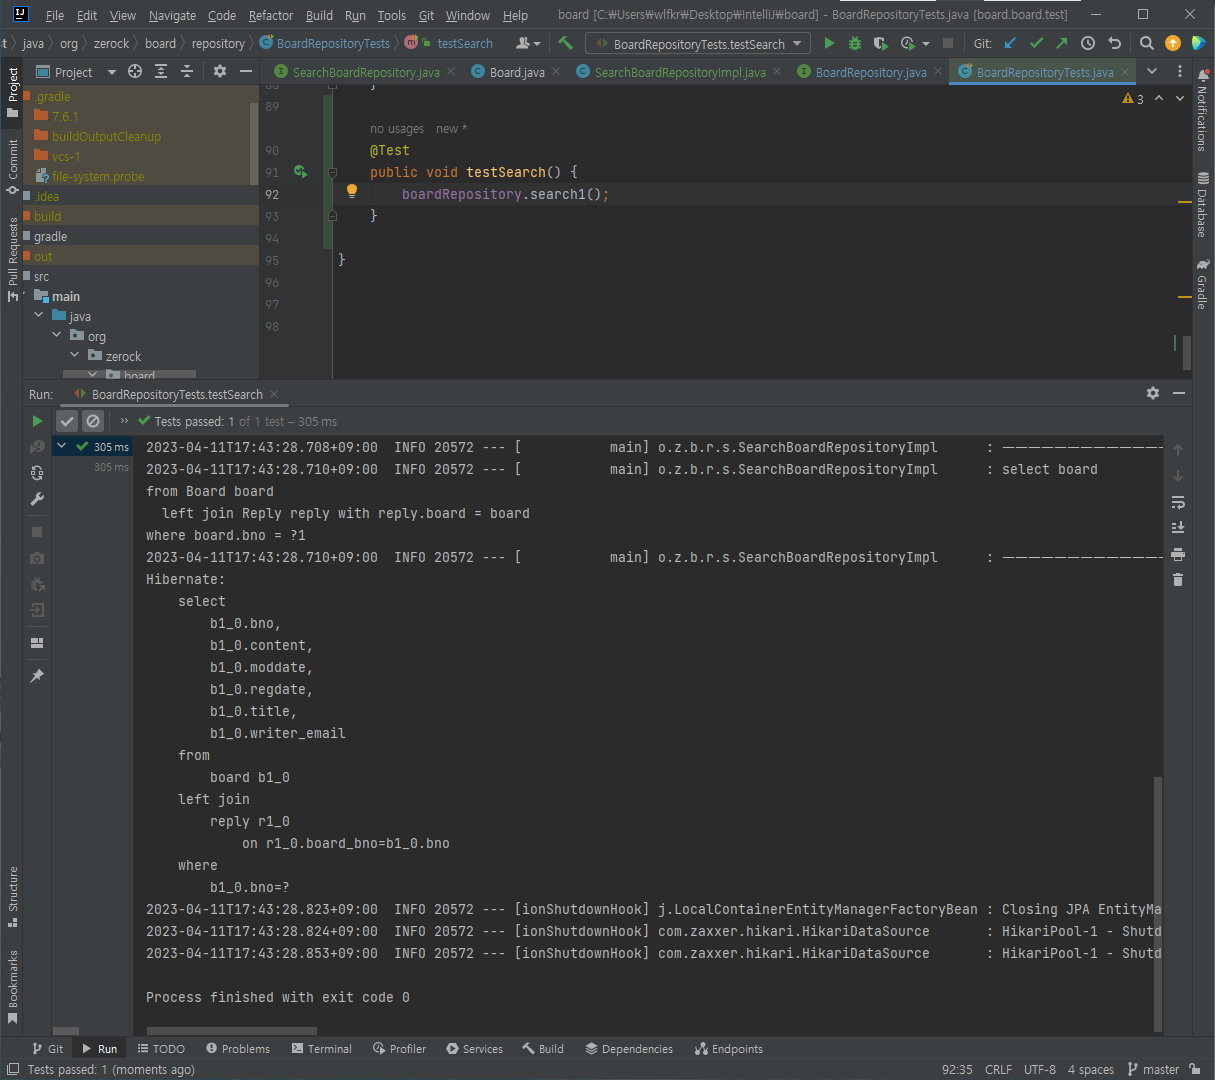 File Edit View Navigate Code Refactor Build Run Tools Git Window Help board [C:₩Users₩wlfkr₩Desktop₩IntelliJ₩board] - BoardRepositoryTests.java [board.board.test]
java org zerock board repository BoardRepositoryTests testSearch BoardRepositoryTests.testSearch Git:
Project SearchBoardRepository.java Board.java SearchBoardRepositoryImpl.java BoardRepository.java BoardRepositoryTests.java
.gradle
7.6.1
buildOutputCleanup
vcs-1
file-system.probe
.idea
build
gradle
out
src
main
java
org
zerock
board
88 }
89
no usages new *
90 @Test
91 public void testSearch() {
92 boardRepository.search1();
93 }
94
95 }
96
97
98
3
Project
Commit
Pull Requests
Structure
Bookmarks
Notifications
Database
Gradle
Run: BoardRepositoryTests.testSearch
Tests passed: 1 of 1 test – 305 ms
305 ms
305 ms
2023-04-11T17:43:28.708+09:00 INFO 20572 --- [ main] o.z.b.r.s.SearchBoardRepositoryImpl : ——————————————
2023-04-11T17:43:28.710+09:00 INFO 20572 --- [ main] o.z.b.r.s.SearchBoardRepositoryImpl : select board
from Board board
left join Reply reply with reply.board = board
where board.bno = ?1
2023-04-11T17:43:28.710+09:00 INFO 20572 --- [ main] o.z.b.r.s.SearchBoardRepositoryImpl : ——————————————
Hibernate:
select
b1_0.bno,
b1_0.content,
b1_0.moddate,
b1_0.regdate,
b1_0.title,
b1_0.writer_email
from
board b1_0
left join
reply r1_0
on r1_0.board_bno=b1_0.bno
where
b1_0.bno=?
2023-04-11T17:43:28.823+09:00 INFO 20572 --- [ionShutdownHook] j.LocalContainerEntityManagerFactoryBean : Closing JPA EntityMa
2023-04-11T17:43:28.824+09:00 INFO 20572 --- [ionShutdownHook] com.zaxxer.hikari.HikariDataSource : HikariPool-1 - Shutd
2023-04-11T17:43:28.853+09:00 INFO 20572 --- [ionShutdownHook] com.zaxxer.hikari.HikariDataSource : HikariPool-1 - Shutd
Process finished with exit code 0
Git Run TODO Problems Terminal Profiler Services Build Dependencies Endpoints
Tests passed: 1 (moments ago) 92:35 CRLF UTF-8 4 spaces master